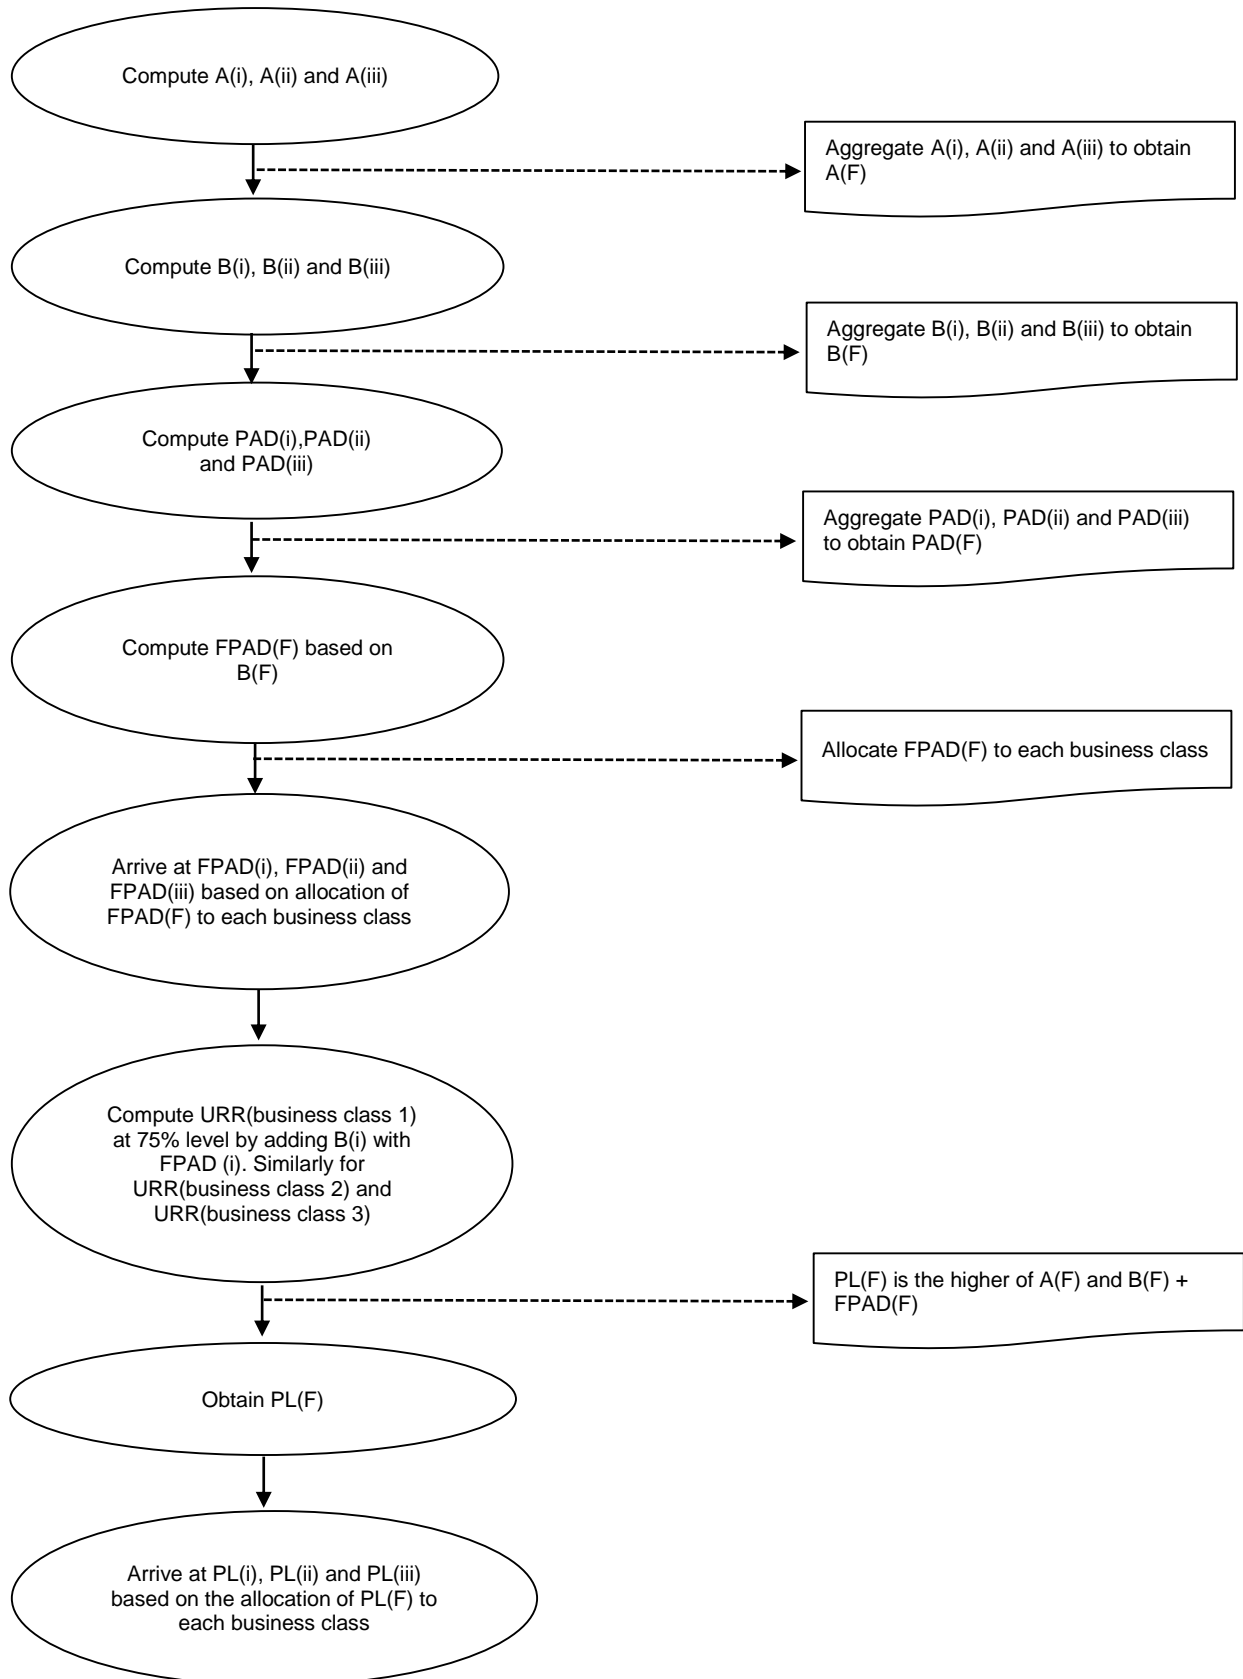 Compute A(i), A(ii) and A(iii)
Aggregate A(i), A(ii) and A(iii) to obtain
A(F)
Compute B(i), B(ii) and B(iii)
Aggregate B(i), B(ii) and B(iii) to obtain
B(F)
Compute PAD(i),PAD(ii)
and PAD(iii)
Aggregate PAD(i), PAD(ii) and PAD(iii)
to obtain PAD(F)
Compute FPAD(F) based on
B(F)
Allocate FPAD(F) to each business class
Arrive at FPAD(i), FPAD(ii) and
FPAD(iii) based on allocation of
FPAD(F) to each business class
Compute URR(business class 1)
at 75% level by adding B(i) with
FPAD (i). Similarly for
URR(business class 2) and
URR(business class 3)
PL(F) is the higher of A(F) and B(F) +
FPAD(F)
Obtain PL(F)
Arrive at PL(i), PL(ii) and PL(iii)
based on the allocation of PL(F) to
each business class